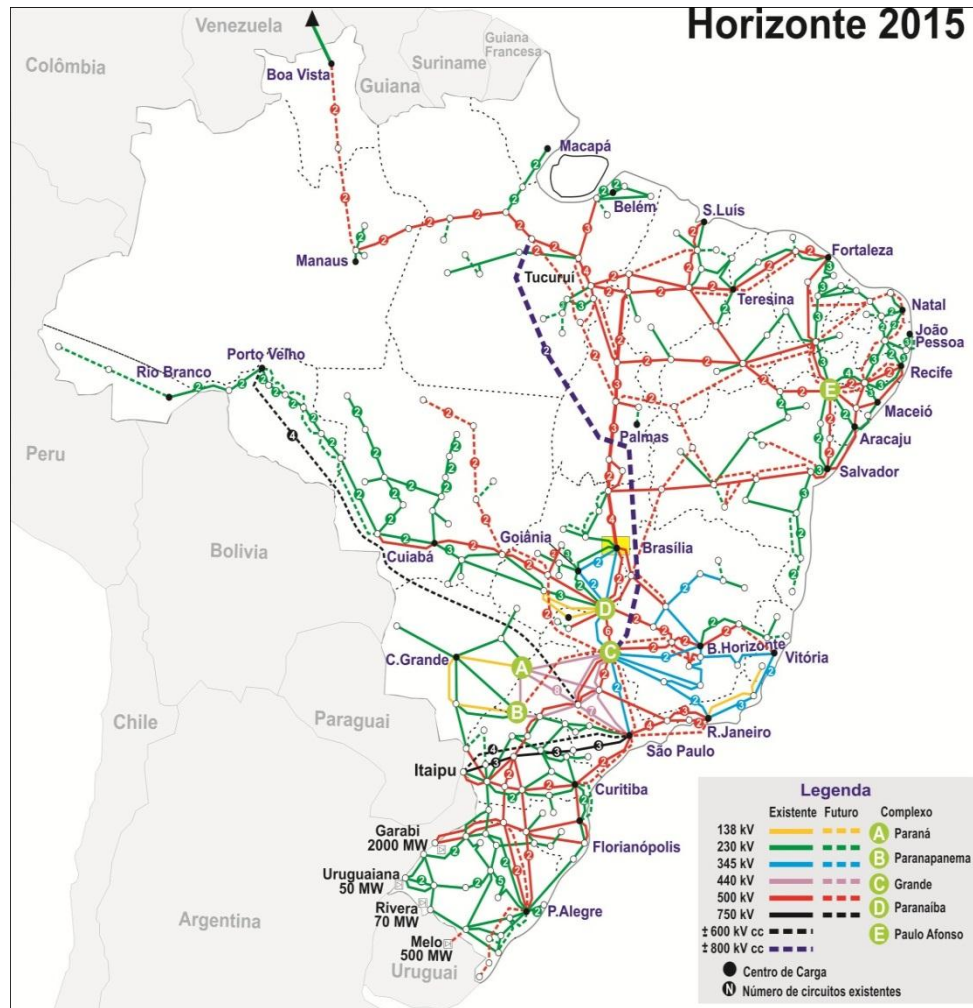 Horizonte 2015
Venezuela
Guiana
Francesa
Suriname
Colômbia
Boa Vista
Guiana
Macapá
Belém
S.Luís
Manaus
Fortaleza
Tucuruí
Teresina
Natal
João
Pessoa
Porto Velho
Rio Branco
Recife
E
Maceió
Palmas
Aracaju
Peru
Salvador
Goiânia
Brasília
Bolivia
Cuiabá
D
C
B.Horizonte
Vitória
C.Grande
A
B
Chile
Paraguai
R.Janeiro
São Paulo
Itaipu
Curitiba
Garabi
2000 MW
Florianópolis
Uruguaiana
50 MW
Rivera
70 MW
P.Alegre
Melo
500 MW
Argentina
Uruguai
Legenda
Existente Futuro Complexo
138 kV A Paraná
230 kV
345 kV B Paranapanema
440 kV C Grande
500 kV D Paranaíba
750 kV
± 600 kV cc E Paulo Afonso
± 800 kV cc
Centro de Carga
N Número de circuitos existentes